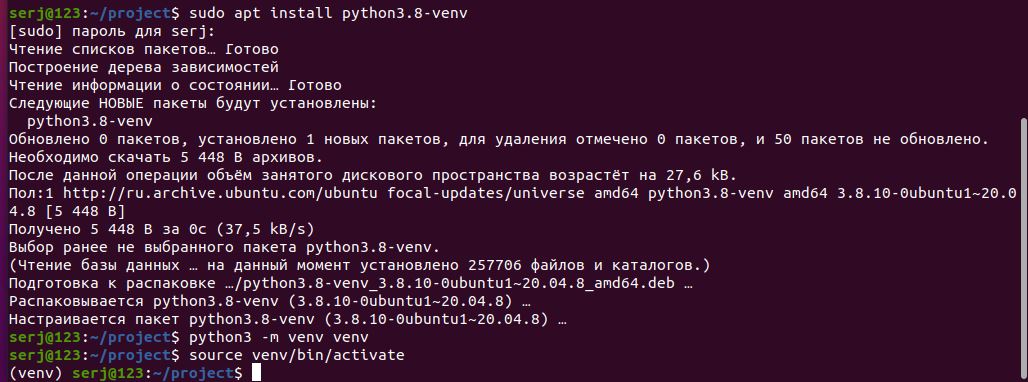 serj@123:~/project$ sudo apt install python3.8-venv
[sudo] пароль для serj:
Чтение списков пакетов… Готово
Построение дерева зависимостей
Чтение информации о состоянии… Готово
Следующие НОВЫЕ пакеты будут установлены:
  python3.8-venv
Обновлено 0 пакетов, установлено 1 новых пакетов, для удаления отмечено 0 пакетов, и 50 пакетов не обновлено.
Необходимо скачать 5 448 B архивов.
После данной операции объём занятого дискового пространства возрастёт на 27,6 kB.
Пол:1 http://ru.archive.ubuntu.com/ubuntu focal-updates/universe amd64 python3.8-venv amd64 3.8.10-0ubuntu1~20.0
4.8 [5 448 B]
Получено 5 448 B за 0с (37,5 kB/s)
Выбор ранее не выбранного пакета python3.8-venv.
(Чтение базы данных … на данный момент установлено 257706 файлов и каталогов.)
Подготовка к распаковке …/python3.8-venv_3.8.10-0ubuntu1~20.04.8_amd64.deb …
Распаковывается python3.8-venv (3.8.10-0ubuntu1~20.04.8) …
Настраивается пакет python3.8-venv (3.8.10-0ubuntu1~20.04.8) …
serj@123:~/project$ python3 -m venv venv
serj@123:~/project$ source venv/bin/activate
(venv) serj@123:~/project$